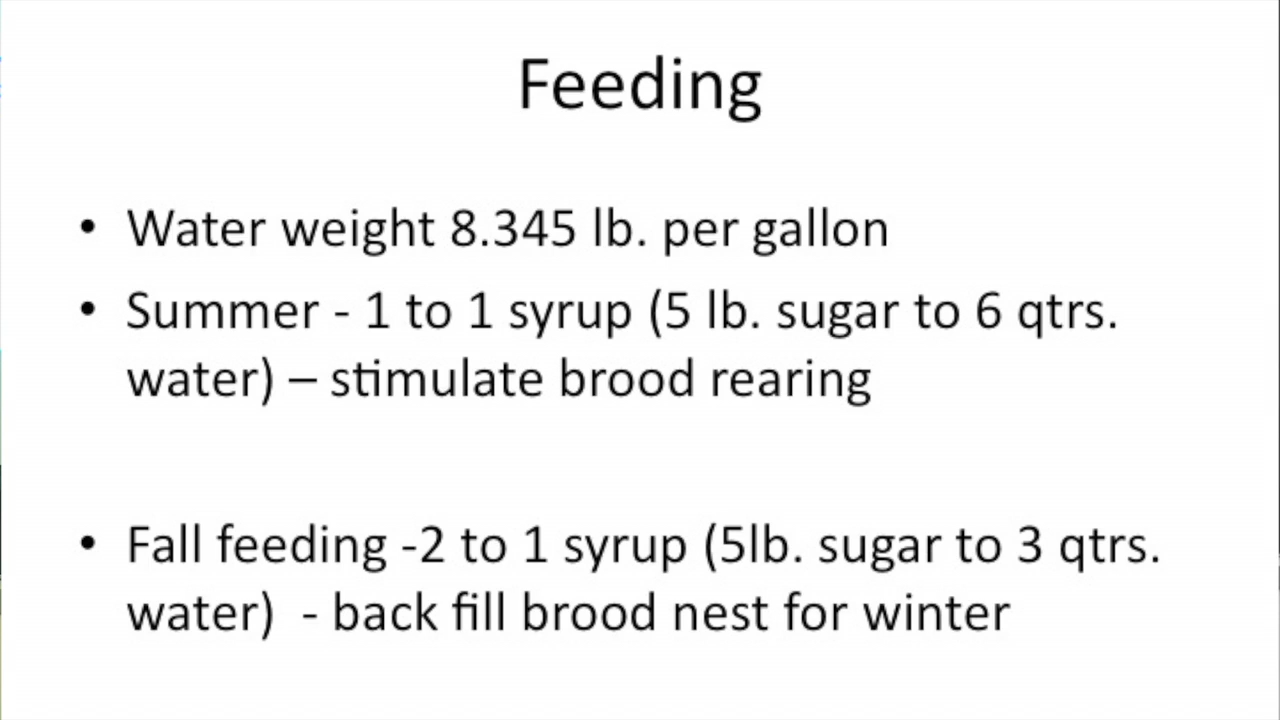 Feeding
• Water weight 8.345 lb. per gallon
• Summer - 1 to 1 syrup (5 lb. sugar to 6 qtrs.
water) – stimulate brood rearing
• Fall feeding -2 to 1 syrup (5lb. sugar to 3 qtrs.
water)  - back fill brood nest for winter